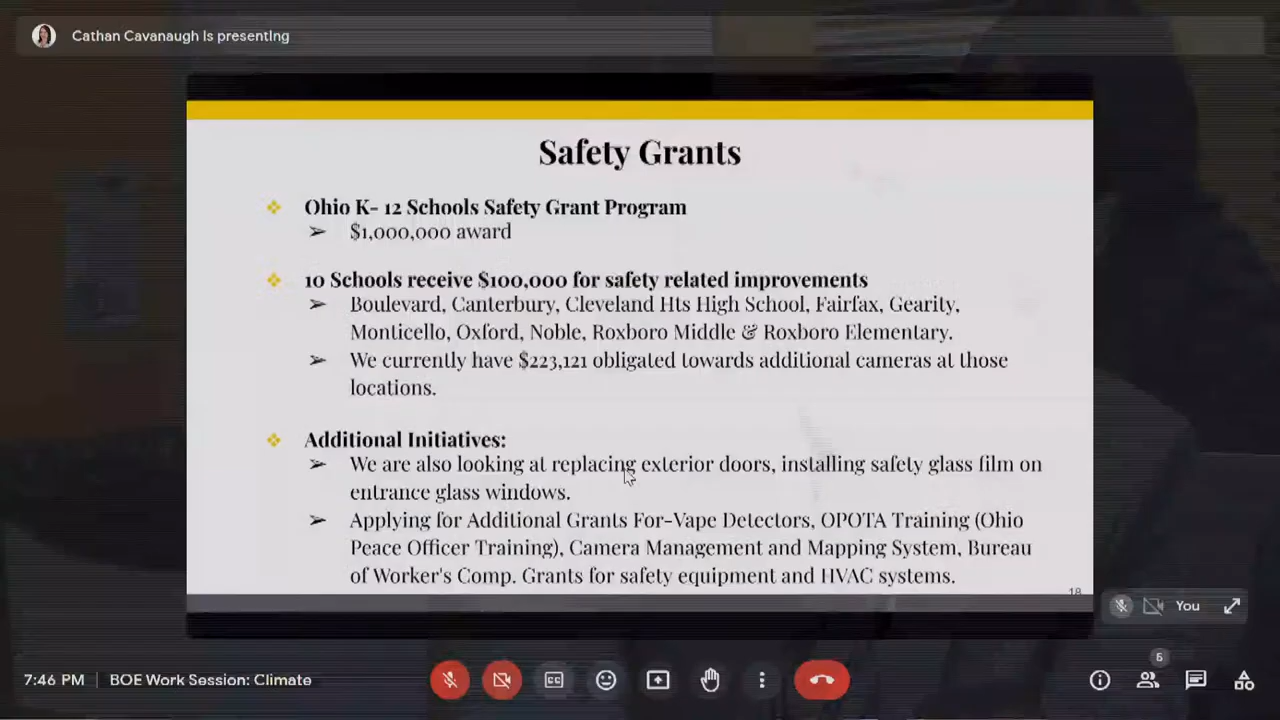 Cathan Cavanaugh is presenting
Safety Grants
Ohio K- 12 Schools Safety Grant Program
$1,000,000 award
10 Schools receive $100,000 for safety related improvements
Boulevard, Canterbury, Cleveland Hts High School, Fairfax, Gearity,
Monticello, Oxford, Noble, Roxboro Middle & Roxboro Elementary.
We currently have $223,121 obligated towards additional cameras at those
locations.
Additional Initiatives:
We are also looking at replacing exterior doors, installing safety glass film on
entrance glass windows.
Applying for Additional Grants For-Vape Detectors, OPOTA Training (Ohio
Peace Officer Training), Camera Management and Mapping System, Bureau
of Worker's Comp. Grants for safety equipment and HVAC systems.
18
You
5
7:46 PM | BOE Work Session: Climate